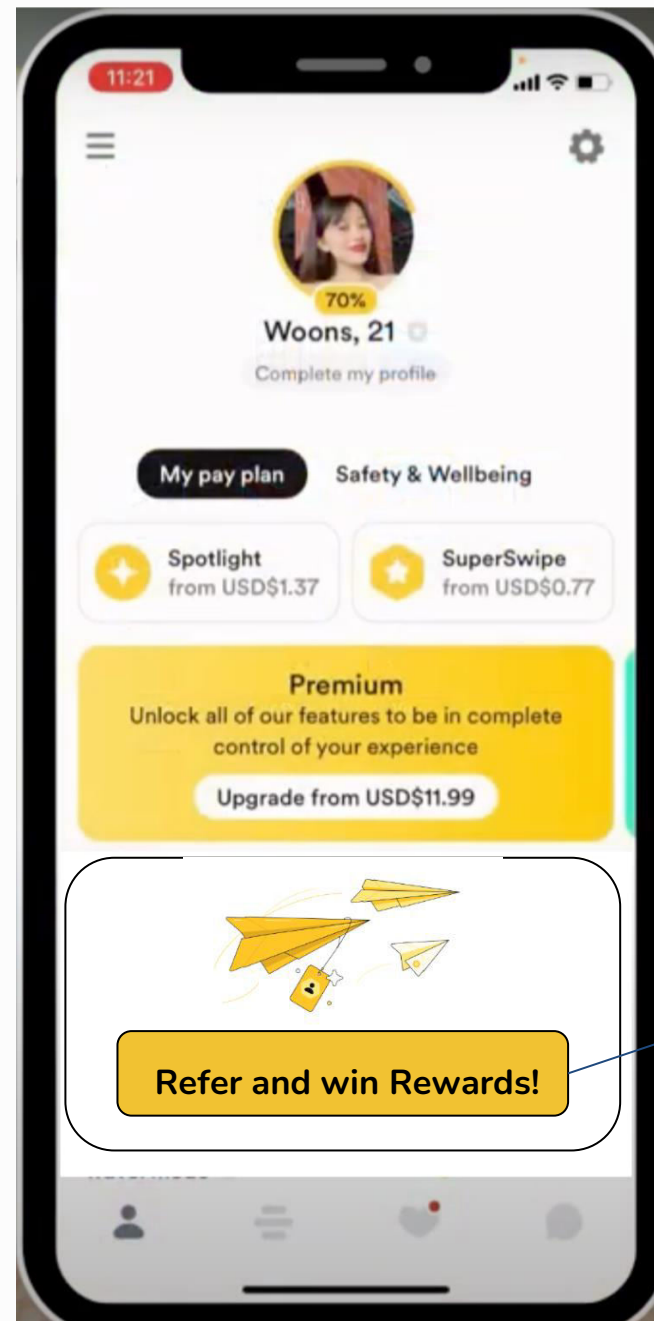 11:21
70%
Woons, 21
Complete my profile
My pay plan
Safety & Wellbeing
Spotlight
from USD$1.37
SuperSwipe
from USD$0.77
Premium
Unlock all of our features to be in complete
control of your experience
Upgrade from USD$11.99
Refer and win Rewards!